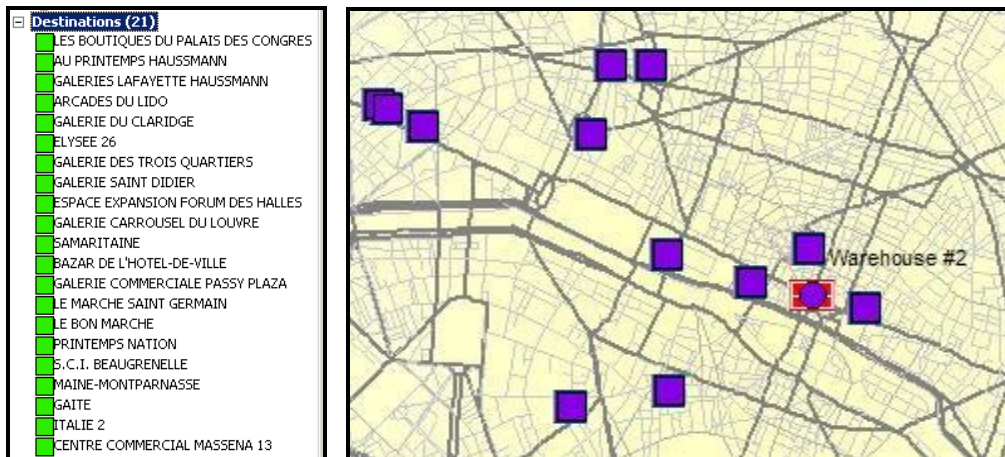 Destinations (21)
LES BOUTIQUES DU PALAIS DES CONGRES
AU PRINTEMPS HAUSSMANN
GALERIES LAFAYETTE HAUSSMANN
ARCADES DU LIDO
GALERIE DU CLARIDGE
ELYSEE 26
GALERIE DES TROIS QUARTIERS
GALERIE SAINT DIDIER
ESPACE EXPANSION FORUM DES HALLES
GALERIE CARROUSEL DU LOUVRE
SAMARITAINE
BAZAR DE L'HOTEL-DE-VILLE
GALERIE COMMERCIALE PASSY PLAZA
LE MARCHE SAINT GERMAIN
LE BON MARCHE
PRINTEMPS NATION
S.C.I. BEAUGRENELLE
MAINE-MONTPARNASSE
GAITE
ITALIE 2
CENTRE COMMERCIAL MASSENA 13
Warehouse #2